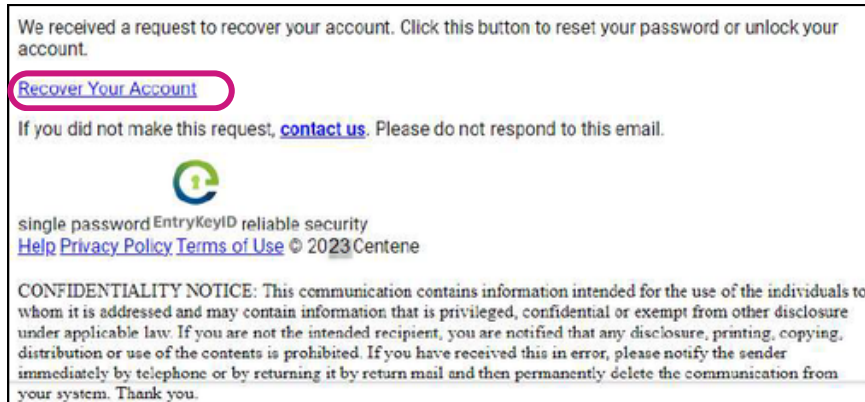 We received a request to recover your account. Click this button to reset your password or unlock your
account.
Recover Your Account
If you did not make this request, contact us. Please do not respond to this email.
single password EntryKeyID reliable security
Help Privacy Policy Terms of Use © 2023 Centene
CONFIDENTIALITY NOTICE: This communication contains information intended for the use of the individuals to
whom it is addressed and may contain information that is privileged, confidential or exempt from other disclosure
under applicable law. If you are not the intended recipient, you are notified that any disclosure, printing, copying,
distribution or use of the contents is prohibited. If you have received this in error, please notify the sender
immediately by telephone or by returning it by return mail and then permanently delete the communication from
your system. Thank you.